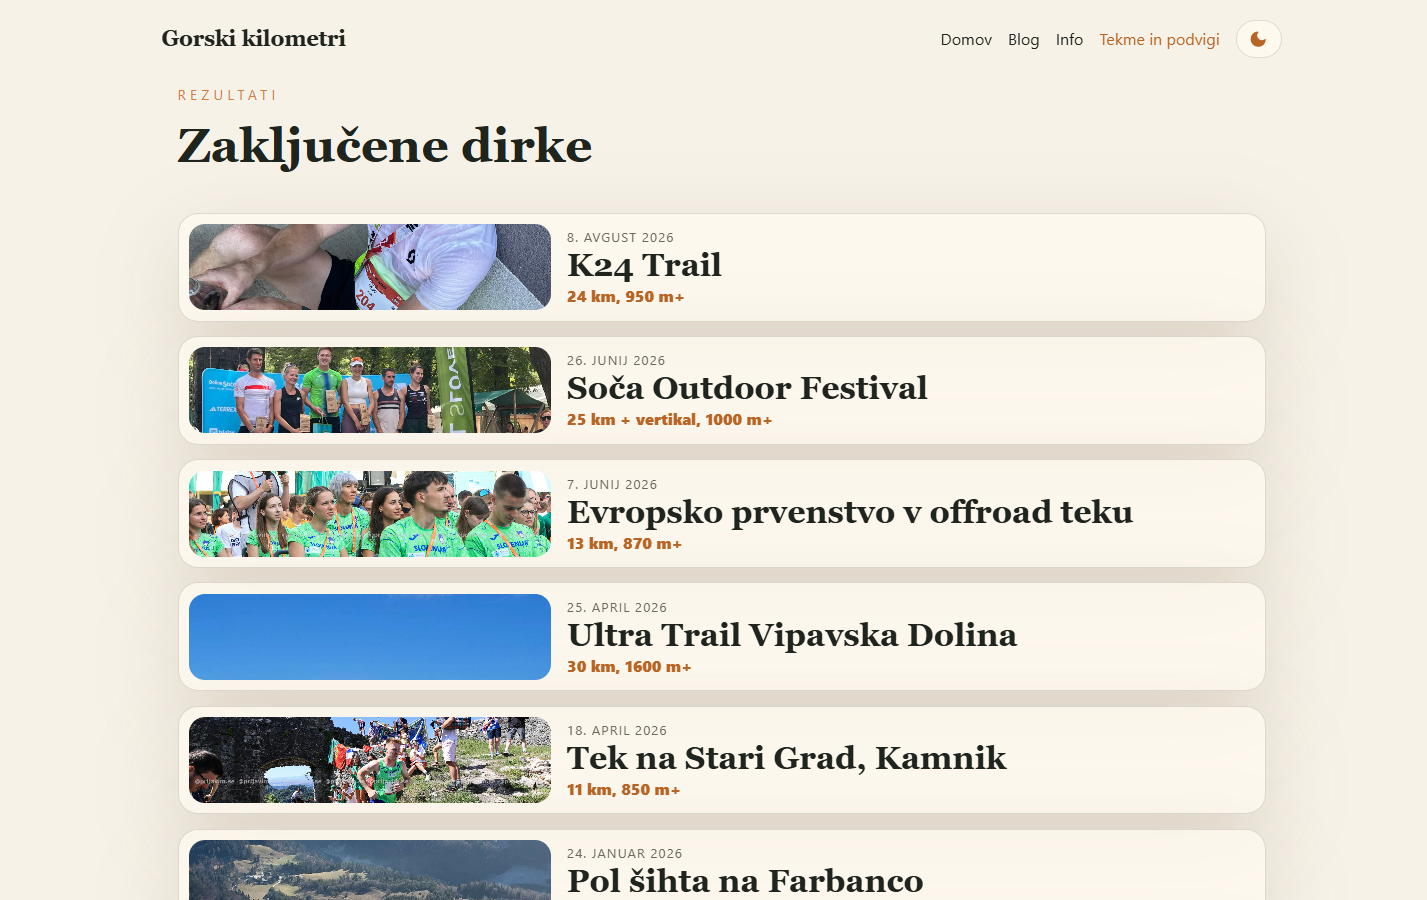 Gorski kilometri
Domov Blog Info Tekme in podvigi
REZULTATI
Zaključene dirke
204
8. AVGUST 2026
K24 Trail
24 km, 950 m+
26. JUNIJ 2026
Soča Outdoor Festival
25 km + vertikal, 1000 m+
7. JUNIJ 2026
Evropsko prvenstvo v offroad teku
13 km, 870 m+
25. APRIL 2026
Ultra Trail Vipavska Dolina
30 km, 1600 m+
18. APRIL 2026
Tek na Stari Grad, Kamnik
11 km, 850 m+
24. JANUAR 2026
Pol šihta na Farbanco